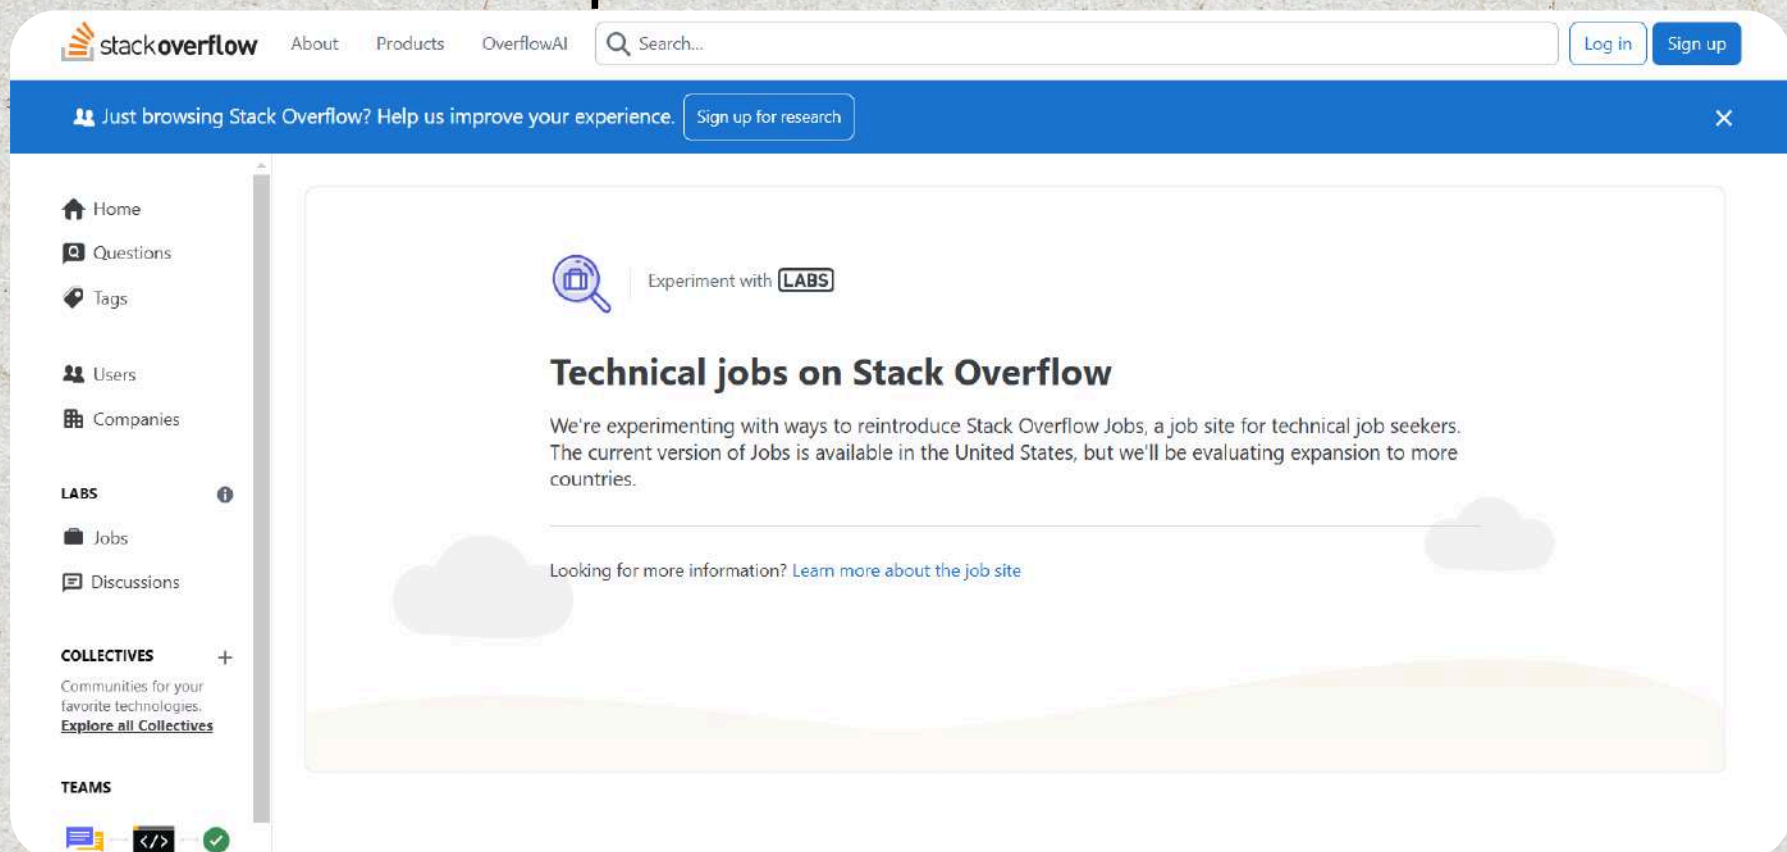 stackoverflow About Products OverflowAI Search... Log in Sign up
Just browsing Stack Overflow? Help us improve your experience. Sign up for research
Home
Questions
Tags
Users
Companies
LABS
Jobs
Discussions
COLLECTIVES
Communities for your
favorite technologies.
Explore all Collectives
TEAMS
</>
Experiment with LABS
Technical jobs on Stack Overflow
We're experimenting with ways to reintroduce Stack Overflow Jobs, a job site for technical job seekers.
The current version of Jobs is available in the United States, but we'll be evaluating expansion to more
countries.
Looking for more information? Learn more about the job site